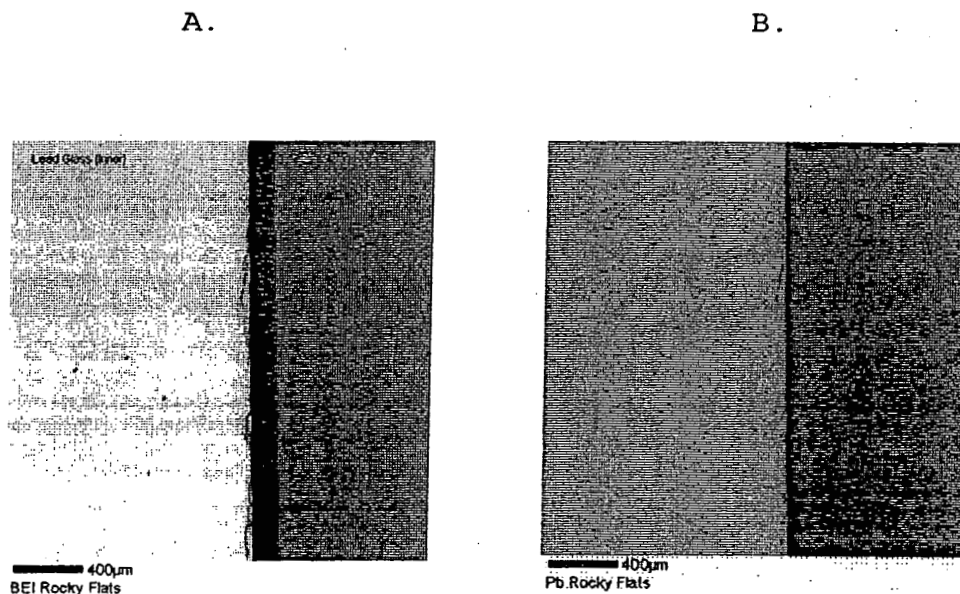 A.
B.
Lead Glass (Inner)
400µm
BEI Rocky Flats
400µm
Pb Rocky Flats